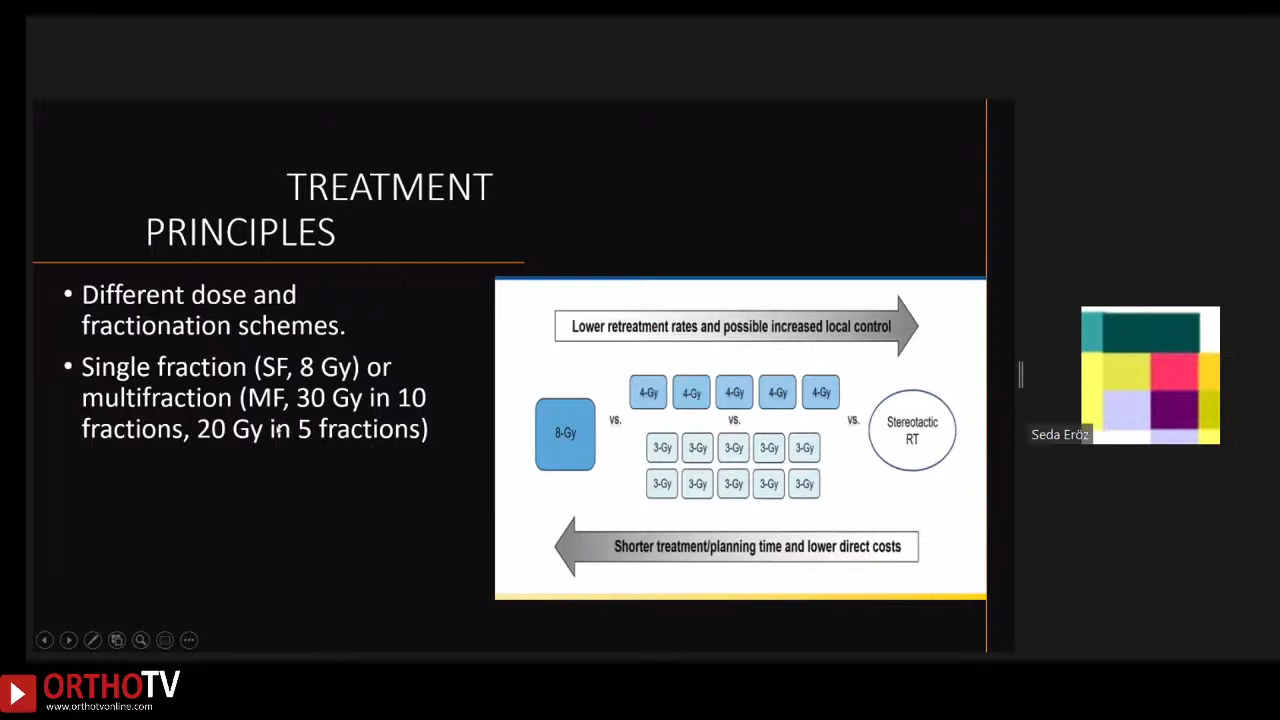 TREATMENT
PRINCIPLES
• Different dose and
fractionation schemes.
• Single fraction (SF, 8 Gy) or
multifraction (MF, 30 Gy in 10
fractions, 20 Gy in 5 fractions)
Lower retreatment rates and possible increased local control
8-Gy
vs.
4-Gy 4-Gy 4-Gy 4-Gy 4-Gy
vs.
3-Gy 3-Gy 3-Gy 3-Gy 3-Gy
3-Gy 3-Gy 3-Gy 3-Gy 3-Gy
vs.
Stereotactic
RT
Shorter treatment/planning time and lower direct costs
Seda Eröz
ORTHOTV
www.orthotvonline.com